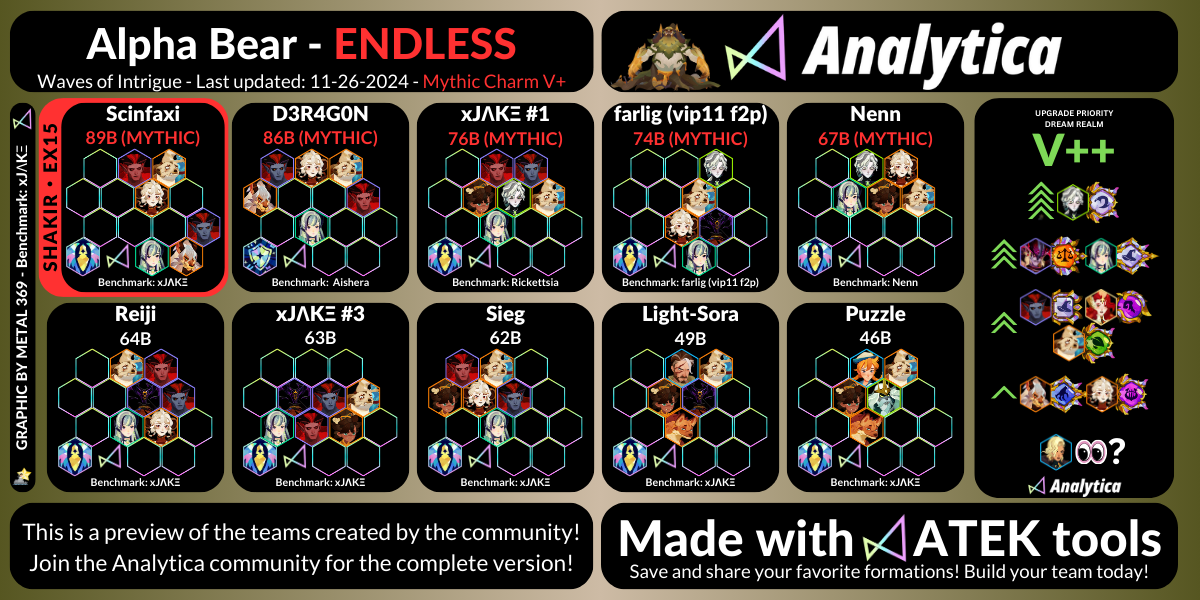 Alpha Bear - ENDLESS
Waves of Intrigue - Last updated: 11-26-2024 - Mythic Charm V+
Analytica
GRAPHIC BY METAL 369 - Benchmark: xJΛKΞ
SHAKIR • EX15
Scinfaxi
89B (MYTHIC)
Benchmark: xJΛKΞ
D3R4G0N
86B (MYTHIC)
Benchmark: Aishera
xJΛKΞ #1
76B (MYTHIC)
Benchmark: Rickettsia
farlig (vip11 f2p)
74B (MYTHIC)
Benchmark: farlig (vip11 f2p)
Nenn
67B (MYTHIC)
Benchmark: Nenn
Reiji
64B
Benchmark: xJΛKΞ
xJΛKΞ #3
63B
Benchmark: xJΛKΞ
Sieg
62B
Benchmark: xJΛKΞ
Light-Sora
49B
Benchmark: xJΛKΞ
Puzzle
46B
Benchmark: xJΛKΞ
UPGRADE PRIORITY
DREAM REALM
V++
?
Analytica
This is a preview of the teams created by the community!
Join the Analytica community for the complete version!
Made with ATEK tools
Save and share your favorite formations! Build your team today!